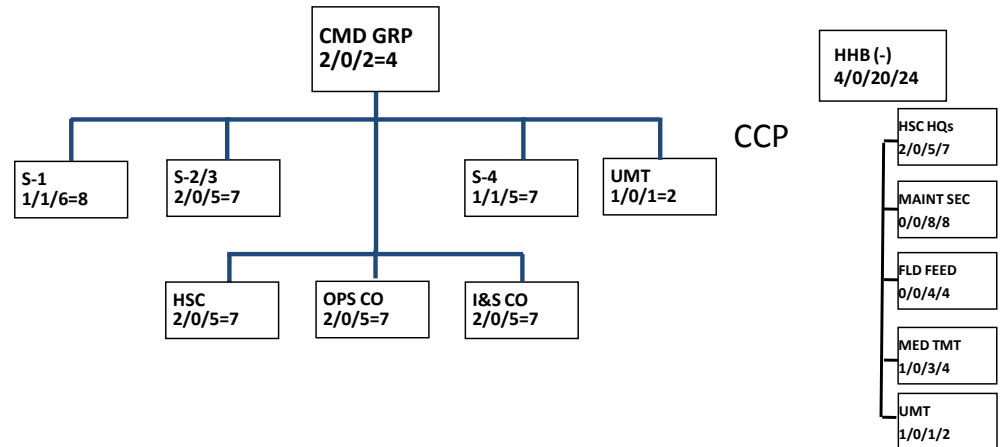 CMD GRP
2/0/2=4
S-1
1/1/6=8
S-2/3
2/0/5=7
S-4
1/1/5=7
UMT
1/0/1=2
HSC
2/0/5=7
OPS CO
2/0/5=7
I&S CO
2/0/5=7
CCP
HHB (-)
4/0/20/24
HSC HQs
2/0/5/7
MAINT SEC
0/0/8/8
FLD FEED
0/0/4/4
MED TMT
1/0/3/4
UMT
1/0/1/2